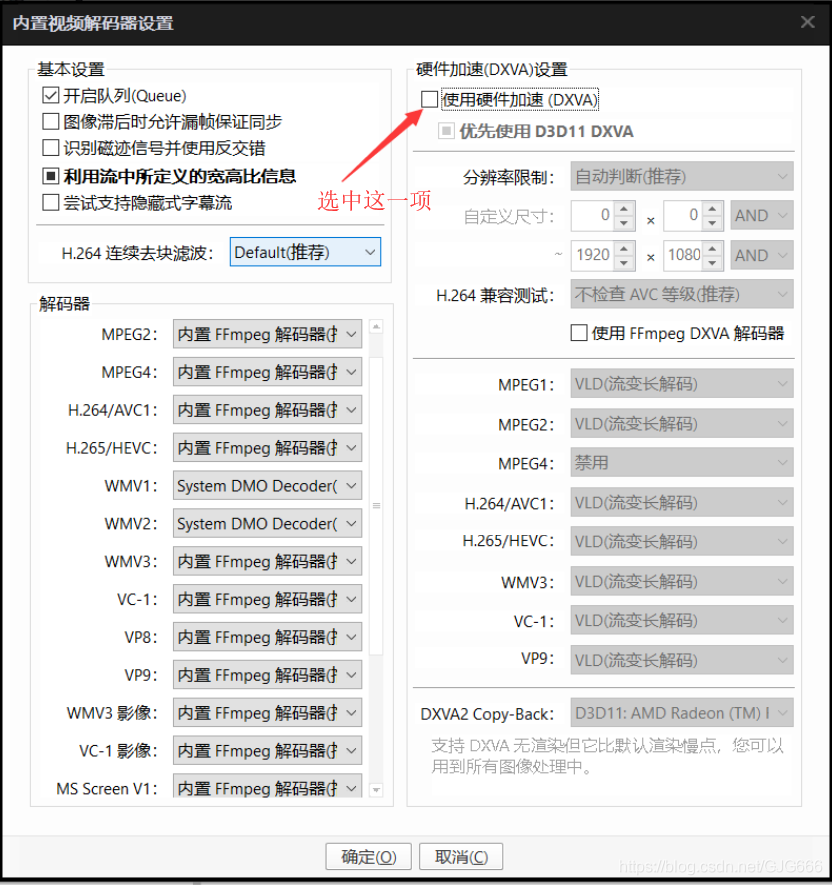 内置视频解码器设置
基本设置
开启队列(Queue)
图像滞后时允许漏帧保证同步
识别磁迹信号并使用反交错
利用流中所定义的宽高比信息
尝试支持隐藏式字幕流
H.264 连续去块滤波: Default(推荐)
解码器
MPEG2: 内置 FFmpeg 解码器(
MPEG4: 内置 FFmpeg 解码器(
H.264/AVC1: 内置 FFmpeg 解码器(
H.265/HEVC: 内置 FFmpeg 解码器(
WMV1: System DMO Decoder(
WMV2: System DMO Decoder(
WMV3: 内置 FFmpeg 解码器(
VC-1: 内置 FFmpeg 解码器(
VP8: 内置 FFmpeg 解码器(
VP9: 内置 FFmpeg 解码器(
WMV3 影像: 内置 FFmpeg 解码器(
VC-1 影像: 内置 FFmpeg 解码器(
MS Screen V1: 内置 FFmpeg 解码器(
硬件加速(DXVA)设置
使用硬件加速 (DXVA)
优先使用 D3D11 DXVA
选中这一项
分辨率限制: 自动判断(推荐)
自定义尺寸: 0 x 0 AND
~ 1920 x 1080 AND
H.264 兼容测试: 不检查 AVC 等级(推荐)
使用 FFmpeg DXVA 解码器
MPEG1: VLD(流变长解码)
MPEG2: VLD(流变长解码)
MPEG4: 禁用
H.264/AVC1: VLD(流变长解码)
H.265/HEVC: VLD(流变长解码)
WMV3: VLD(流变长解码)
VC-1: VLD(流变长解码)
VP9: VLD(流变长解码)
DXVA2 Copy-Back: D3D11: AMD Radeon (TM)
支持 DXVA 无渲染但它比默认渲染慢点，您可以
用到所有图像处理中。
确定(O) 取消(C)
https://blog.csdn.net/GJG666